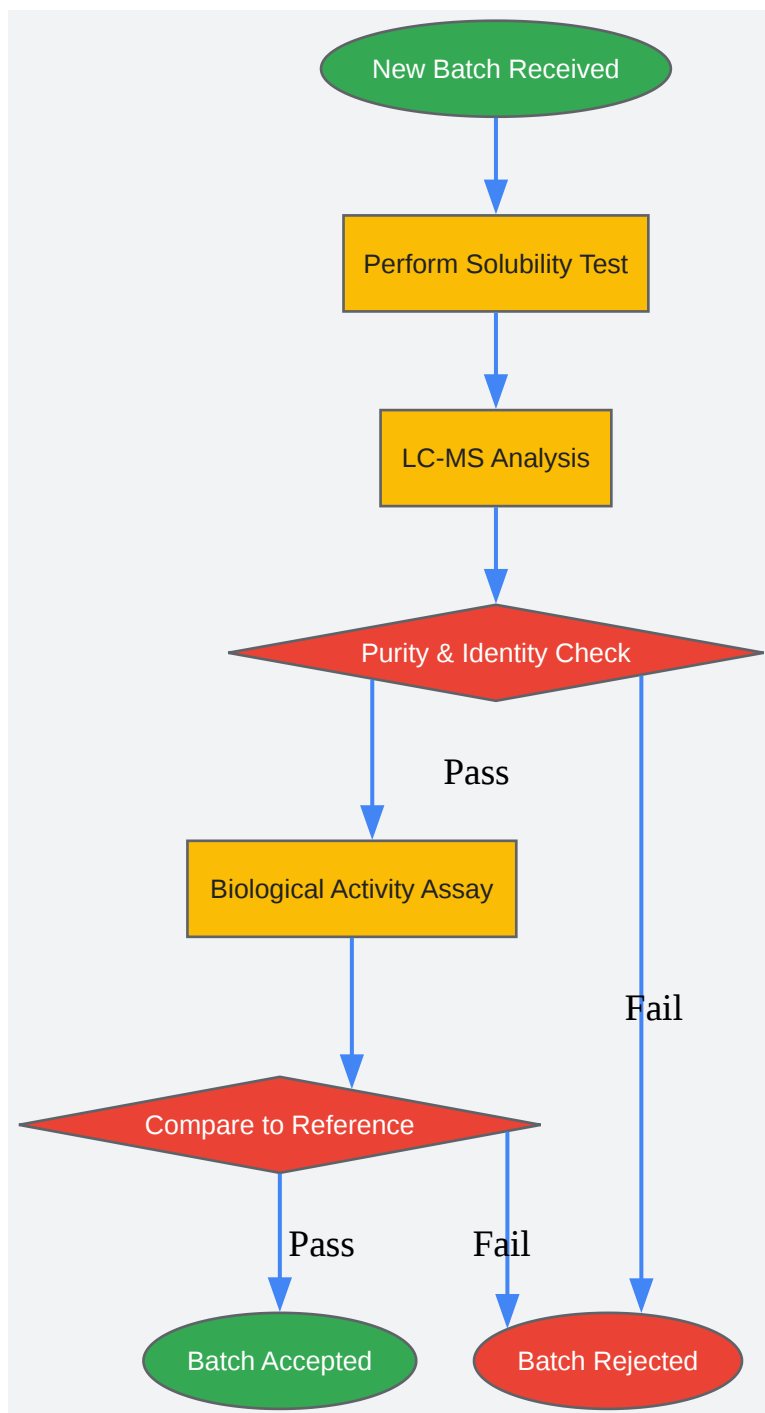 New Batch Received
Perform Solubility Test
LC-MS Analysis
Purity & Identity Check
Pass
Biological Activity Assay
Fail
Compare to Reference
Pass
Fail
Batch Accepted
Batch Rejected